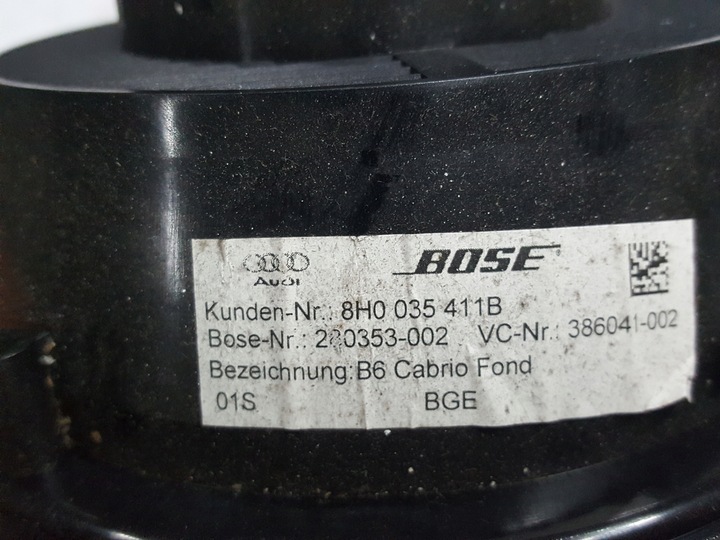 Audi BOSE
Kunden-Nr.: 8H0 035 411B
Bose-Nr.: VC-Nr.: 386041-002
Bezeichnung: B6 Cabrio Fond
01S BGE